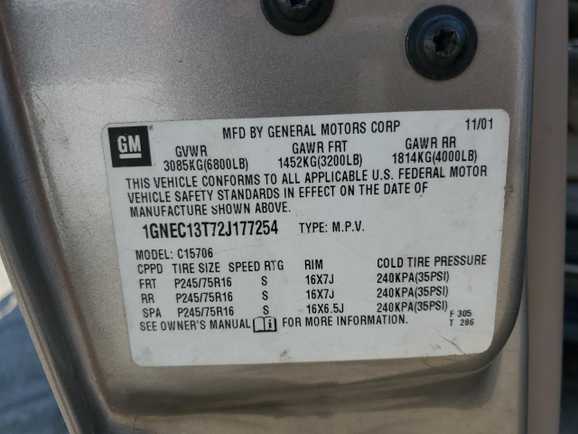 GM
MFD BY GENERAL MOTORS CORP 11/01
GVWR GAWR FRT GAWR RR
3085KG(6800LB) 1452KG(3200LB) 1814KG(4000LB)
THIS VEHICLE CONFORMS TO ALL APPLICABLE U.S. FEDERAL MOTOR
VEHICLE SAFETY STANDARDS IN EFFECT ON THE DATE OF
MANUFACTURE SHOWN ABOVE.
1GNEC13T72J177254 TYPE: M.P.V.
MODEL: C15706
CPPD TIRE SIZE SPEED RTG RIM COLD TIRE PRESSURE
FRT P245/75R16 S 16X7J 240KPA(35PSI)
RR P245/75R16 S 16X7J 240KPA(35PSI)
SPA P245/75R16 S 16X6.5J 240KPA(35PSI)
SEE OWNER'S MANUAL FOR MORE INFORMATION.
F 305
T 286